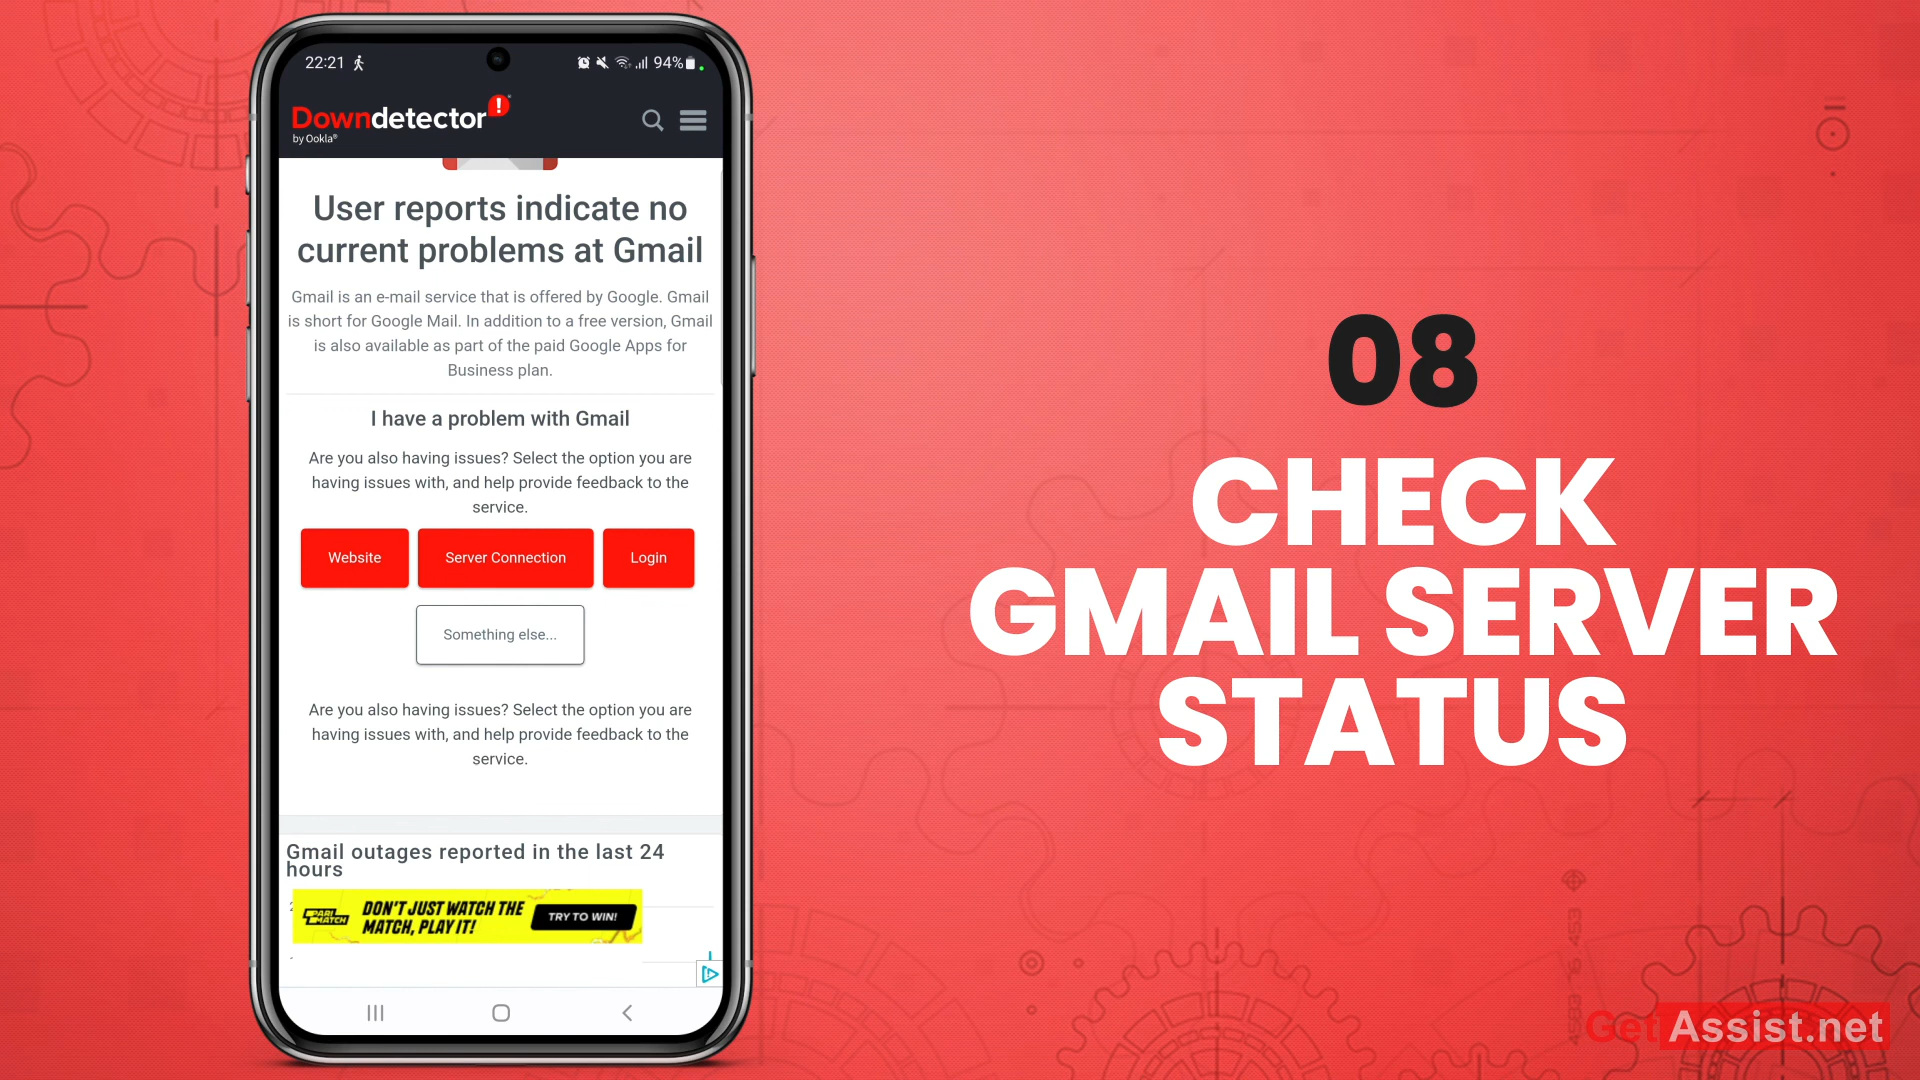 22:21
94%
Downdetector
by Ookla®
User reports indicate no
current problems at Gmail
Gmail is an e-mail service that is offered by Google. Gmail
is short for Google Mail. In addition to a free version, Gmail
is also available as part of the paid Google Apps for
Business plan.
I have a problem with Gmail
Are you also having issues? Select the option you are
having issues with, and help provide feedback to the
service.
Website
Server Connection
Login
Something else...
Are you also having issues? Select the option you are
having issues with, and help provide feedback to the
service.
Gmail outages reported in the last 24
hours
PARI MATCH
DON'T JUST WATCH THE
MATCH, PLAY IT!
TRY TO WIN!
08
CHECK
GMAIL SERVER
STATUS
GetAssist.net